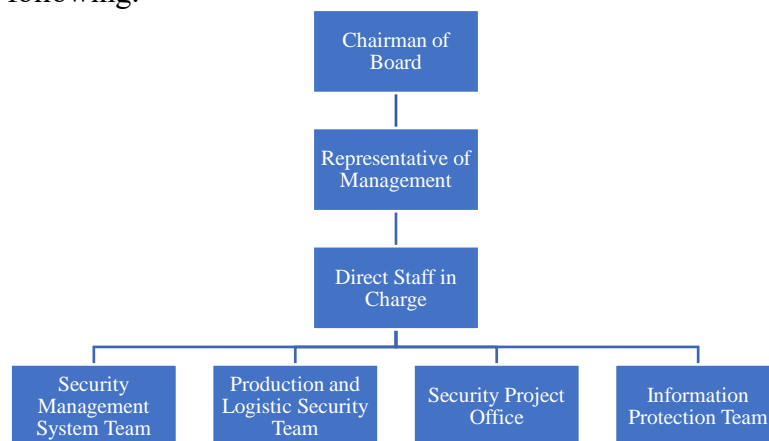 following:
Chairman of
Board
Representative of
Management
Direct Staff in
Charge
Security
Management
System Team
Production and
Logistic Security
Team
Security Project
Office
Information
Protection Team